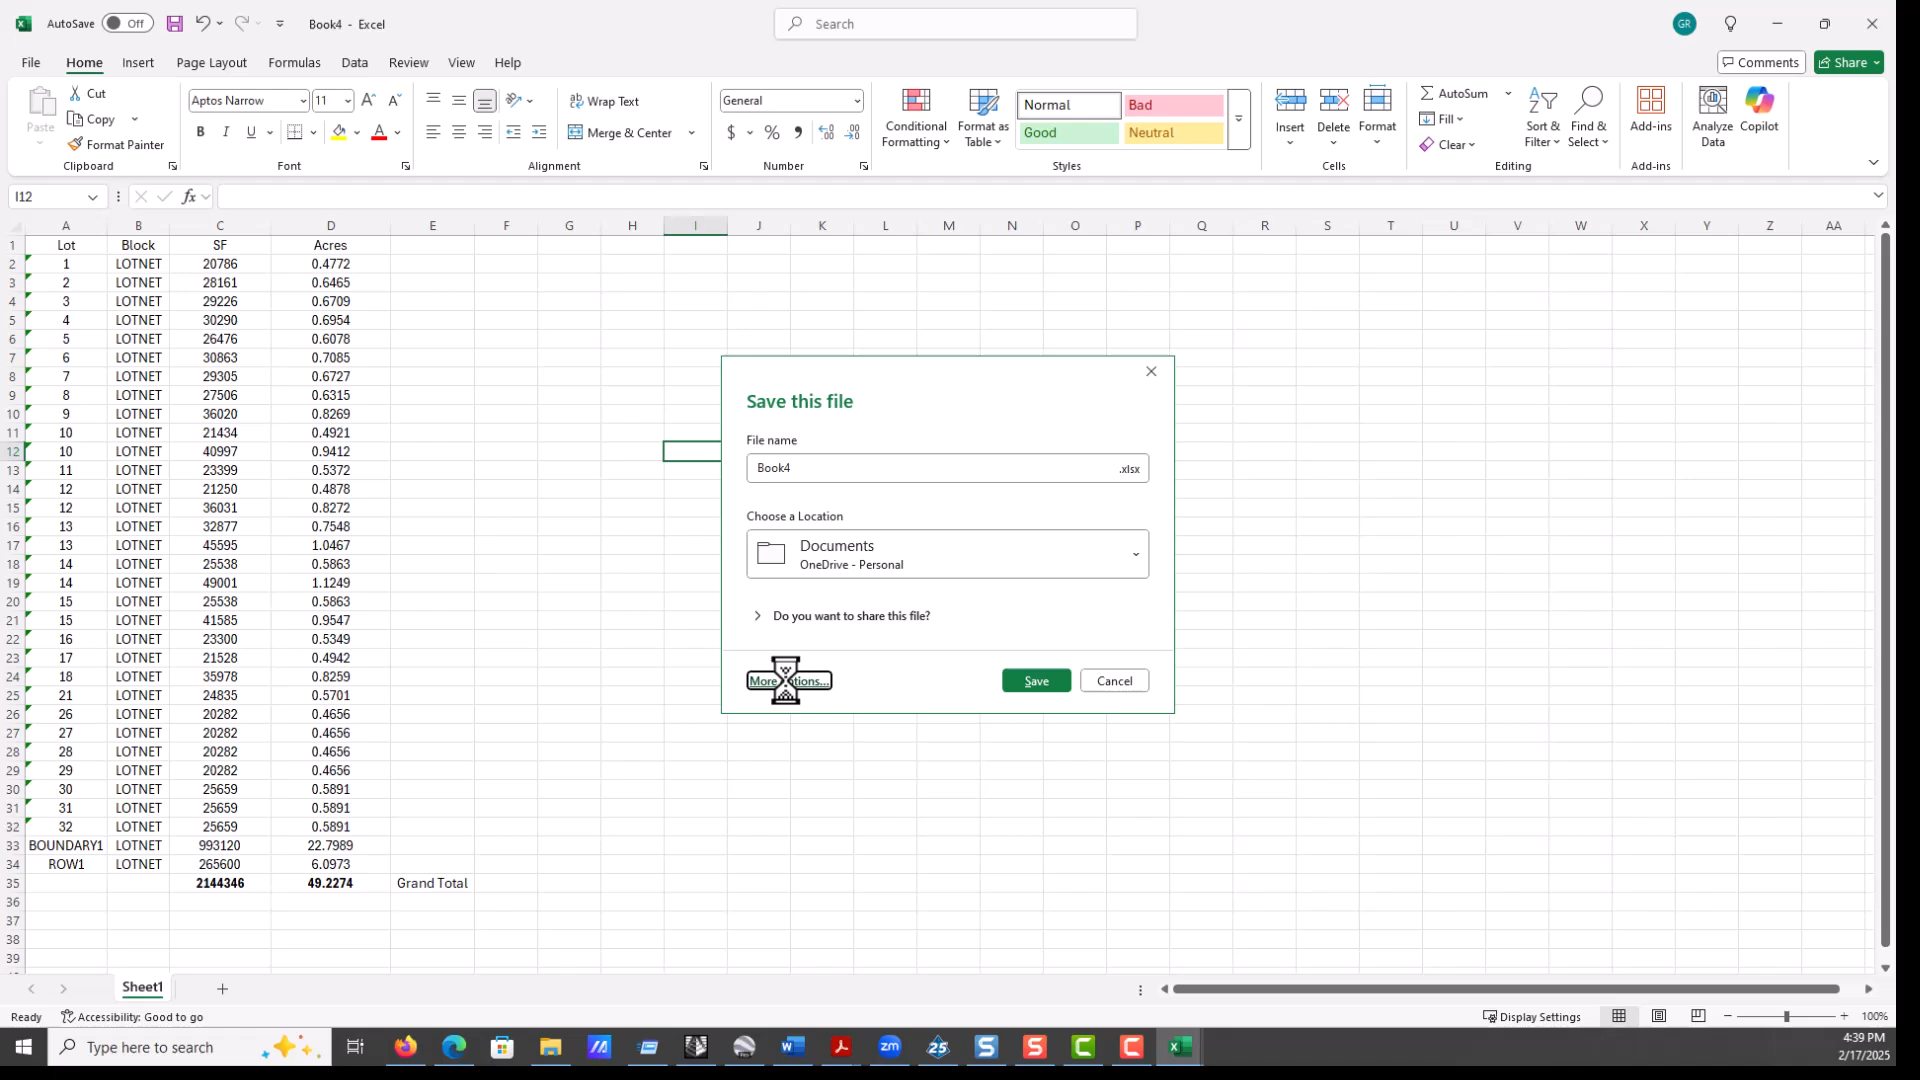 AutoSave Off Book4 - Excel Search GR
File Home Insert Page Layout Formulas Data Review View Help Comments Share
Paste Cut Copy Format Painter Clipboard
Aptos Narrow 11 B I U A Font
Wrap Text Merge & Center Alignment
General $ % Number
Conditional Formatting Format as Table Normal Bad Good Neutral Styles
Insert Delete Format Cells
AutoSum Fill Clear Sort & Filter Find & Select Editing
Add-ins Add-ins Analyze Data Copilot
I12 fx
A B C D E F G H I J K L M N O P Q R S T U V W X Y Z AA
1 Lot Block SF Acres
2 1 LOTNET 20786 0.4772
3 2 LOTNET 28161 0.6465
4 3 LOTNET 29226 0.6709
5 4 LOTNET 30290 0.6954
6 5 LOTNET 26476 0.6078
7 6 LOTNET 30863 0.7085
8 7 LOTNET 29305 0.6727
9 8 LOTNET 27506 0.6315
10 9 LOTNET 36020 0.8269
11 10 LOTNET 21434 0.4921
12 10 LOTNET 40997 0.9412
13 11 LOTNET 23399 0.5372
14 12 LOTNET 21250 0.4878
15 12 LOTNET 36031 0.8272
16 13 LOTNET 32877 0.7548
17 13 LOTNET 45595 1.0467
18 14 LOTNET 25538 0.5863
19 14 LOTNET 49001 1.1249
20 15 LOTNET 25538 0.5863
21 15 LOTNET 41585 0.9547
22 16 LOTNET 23300 0.5349
23 17 LOTNET 21528 0.4942
24 18 LOTNET 35978 0.8259
25 21 LOTNET 24835 0.5701
26 26 LOTNET 20282 0.4656
27 27 LOTNET 20282 0.4656
28 28 LOTNET 20282 0.4656
29 29 LOTNET 20282 0.4656
30 30 LOTNET 25659 0.5891
31 31 LOTNET 25659 0.5891
32 32 LOTNET 25659 0.5891
33 BOUNDARY1 LOTNET 993120 22.7989
34 ROW1 LOTNET 265600 6.0973
35 2144346 49.2274 Grand Total
36
37
38
39
Save this file
File name
Book4 .xlsx
Choose a Location
Documents
OneDrive - Personal
Do you want to share this file?
More Save Cancel
Sheet1
Ready Accessibility: Good to go Display Settings 100%
Type here to search 4:39 PM
2/17/2025